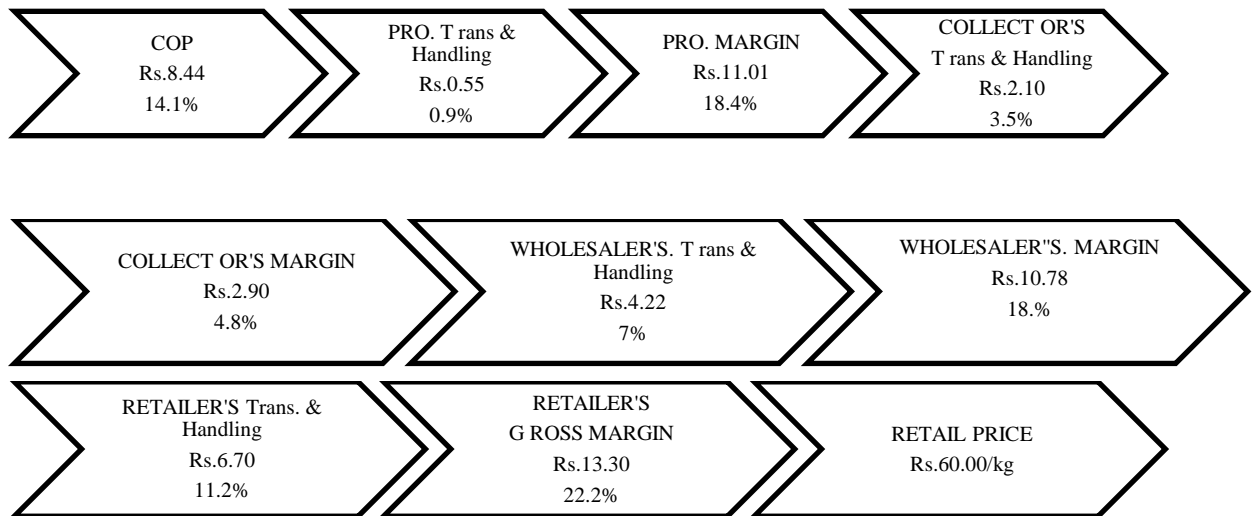 COP
Rs.8.44
14.1%
PRO. T rans &
Handling
Rs.0.55
0.9%
PRO. MARGIN
Rs.11.01
18.4%
COLLECT OR'S
T rans & Handling
Rs.2.10
3.5%
COLLECT OR'S MARGIN
Rs.2.90
4.8%
WHOLESALER'S. T rans &
Handling
Rs.4.22
7%
WHOLESALER"S. MARGIN
Rs.10.78
18.%
RETAILER'S Trans. &
Handling
Rs.6.70
11.2%
RETAILER'S
G ROSS MARGIN
Rs.13.30
22.2%
RETAIL PRICE
Rs.60.00/kg